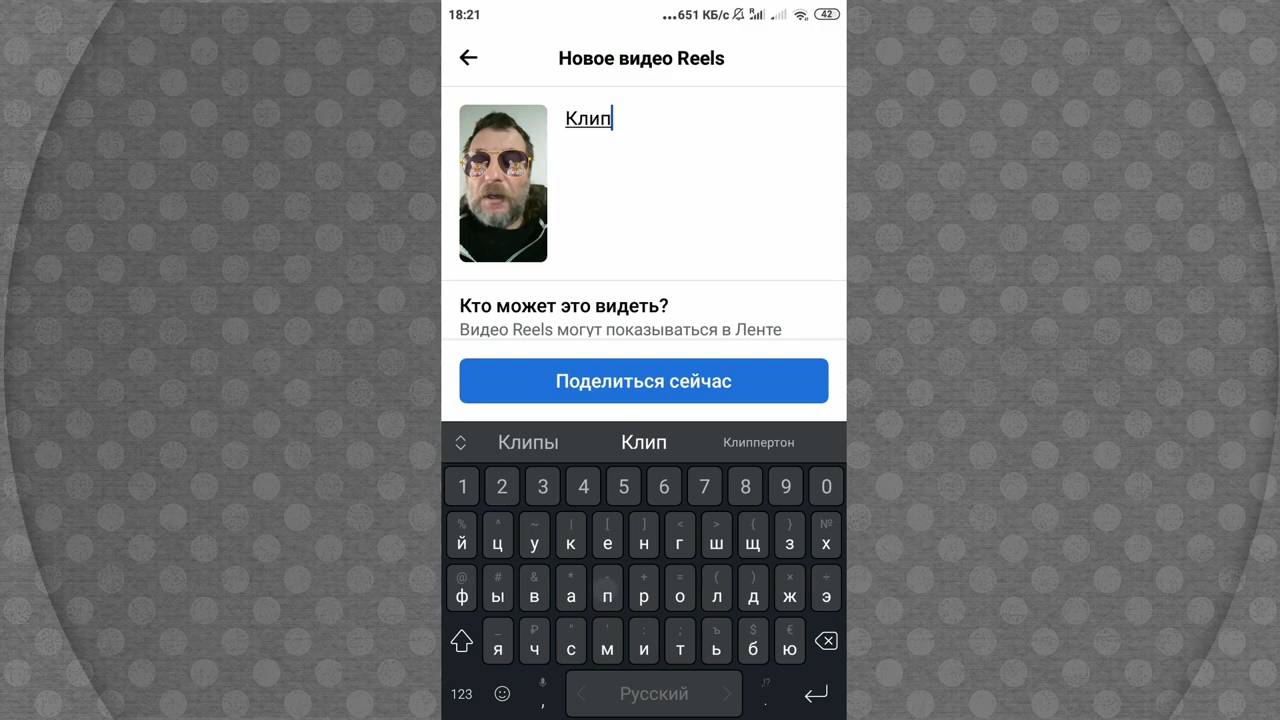 18:21
...651 КБ/с
R
42
Новое видео Reels
Клип
Кто может это видеть?
Видео Reels могут показываться в Ленте
Поделиться сейчас
Клипы Клип Клиппертон
1 2 3 4 5 6 7 8 9 0
% ^ ~ | [ ] < > { } №
й ц у к е н г ш щ з х
@ # & * - + = ( ) × ÷
ф ы в а п р о л д ж э
_ ₽ " ' : ; ъ $ €
я ч с м и т ь б ю
123 , Русский .
!?